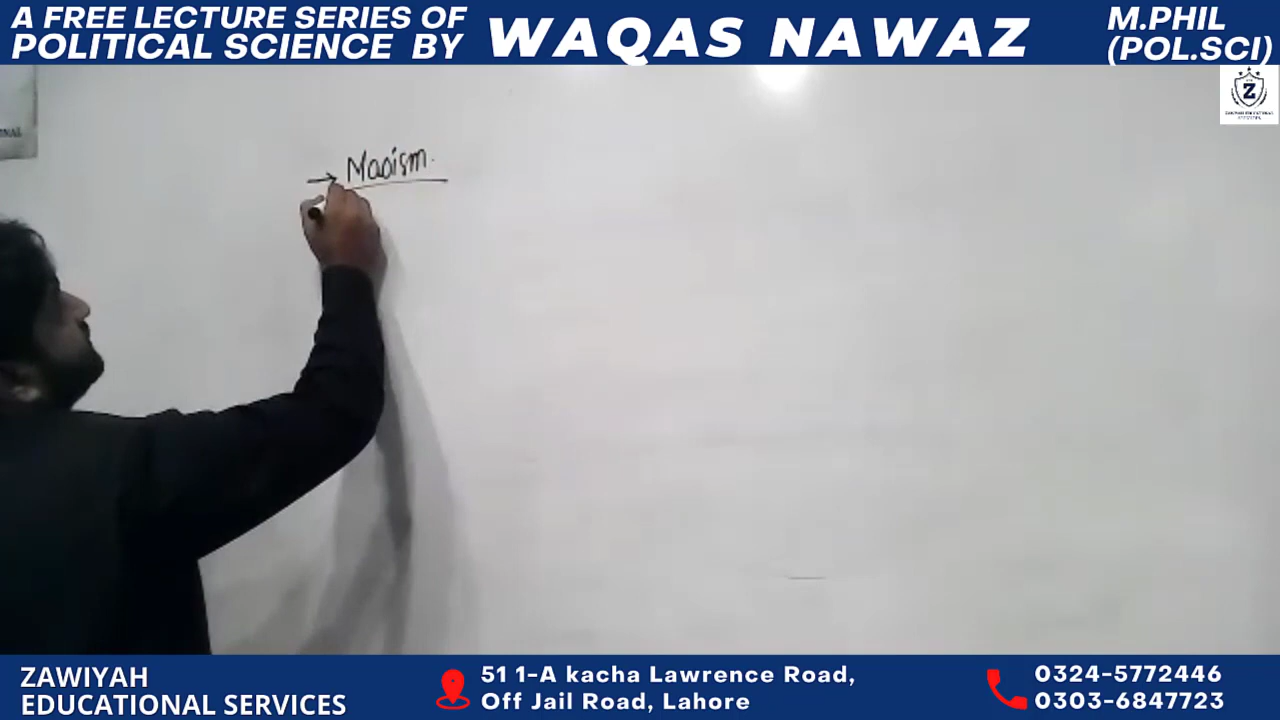 A FREE LECTURE SERIES OF
POLITICAL SCIENCE BY
WAQAS NAWAZ
M.PHIL
(POL.SCI)
Z
→ Maoism.
ZAWIYAH
EDUCATIONAL SERVICES
51 1-A kacha Lawrence Road,
Off Jail Road, Lahore
0324-5772446
0303-6847723